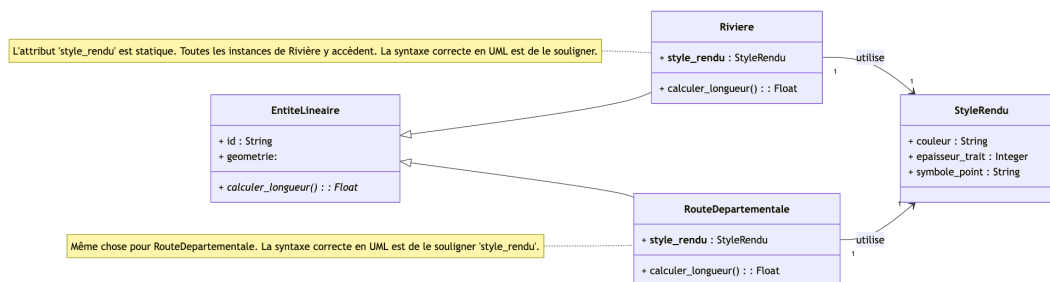 Riviere
L'attribut 'style_rendu' est statique. Toutes les instances de Rivière y accèdent. La syntaxe correcte en UML est de le souligner.
+ style_rendu : StyleRendu
+ calculer_longueur() : : Float
1
utilise
1
EntiteLineaire
+ id : String
+ geometrie:
+ calculer_longueur() : : Float
StyleRendu
+ couleur : String
+ epaisseur_trait : Integer
+ symbole_point : String
RouteDepartementale
Même chose pour RouteDepartementale. La syntaxe correcte en UML est de le souligner 'style_rendu'.
+ style_rendu : StyleRendu
+ calculer_longueur() : : Float
1
utilise
1